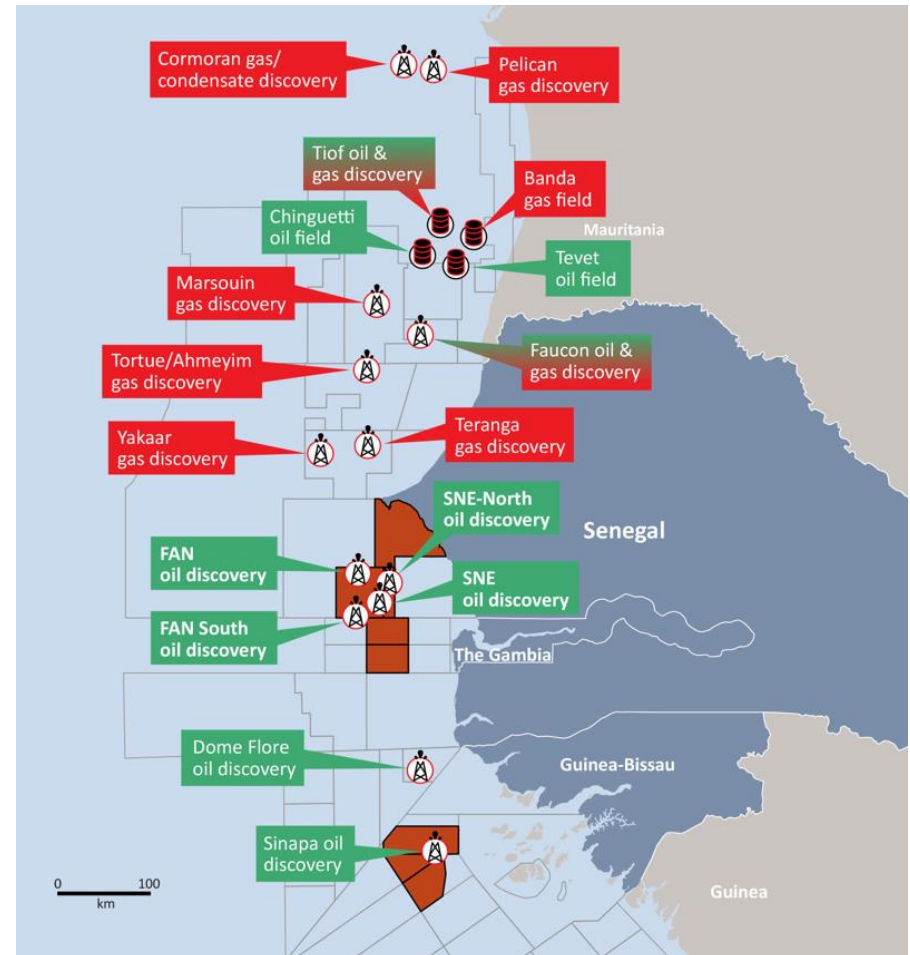 Cormoran gas/
condensate discovery
Pelican
gas discovery
Tiof oil &
gas discovery
Banda
gas field
Chinguetti
oil field
Mauritania
Tevet
oil field
Marsouin
gas discovery
Faucon oil &
gas discovery
Tortue/Ahmeyim
gas discovery
Yakaar
gas discovery
Teranga
gas discovery
SNE-North
oil discovery
Senegal
FAN
oil discovery
SNE
oil discovery
FAN South
oil discovery
The Gambia
Dome Flore
oil discovery
Guinea-Bissau
Sinapa oil
discovery
0 100
km
Guinea